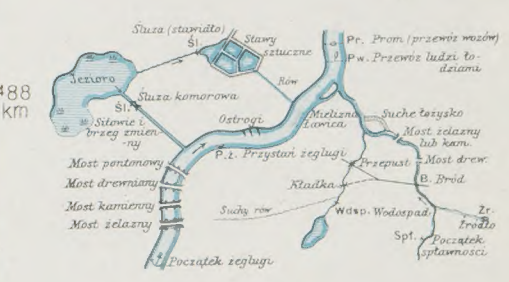 Śluza (stawidło)
Śl.
Stawy
sztuczne
Pr. Prom (przewóz wozów)
Pw. Przewóz ludzi ło-
dziami
Jezioro
488
km
Rów
Śl.
Śluza komorowa
Sitowie i
brzeg zmien-
-ny
Ostrogi
Mielizna
Ławica
Suche łożysko
Most żelazny
lub kam.
P.ż. Przystań żeglugi
Most pontonowy
Przepust
Most drew.
Most drewniany
Kładka
B. Bród
Most kamienny
Suchy rów
Wdsp. Wodospad
Źr.
Źródło
Most żelazny
Spł.
Początek
spławności
Początek żeglugi